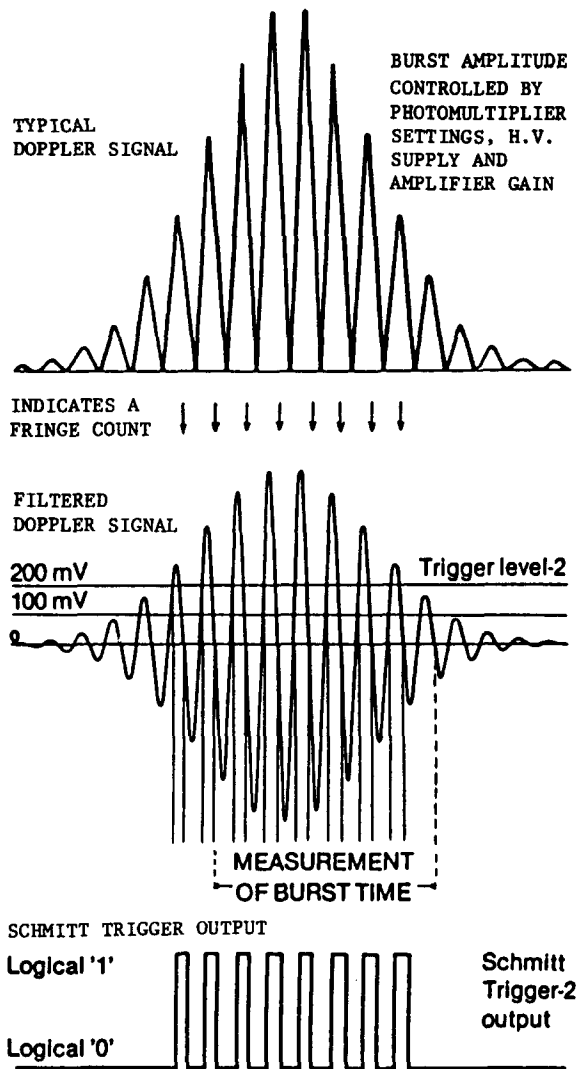 TYPICAL
DOPPLER SIGNAL
BURST AMPLITUDE
CONTROLLED BY
PHOTOMULTIPLIER
SETTINGS, H.V.
SUPPLY AND
AMPLIFIER GAIN
INDICATES A
FRINGE COUNT
FILTERED
DOPPLER SIGNAL
200 mV
Trigger level-2
100 mV
0
MEASUREMENT
OF BURST TIME
SCHMITT TRIGGER OUTPUT
Logical '1'
Logical '0'
Schmitt
Trigger-2
output